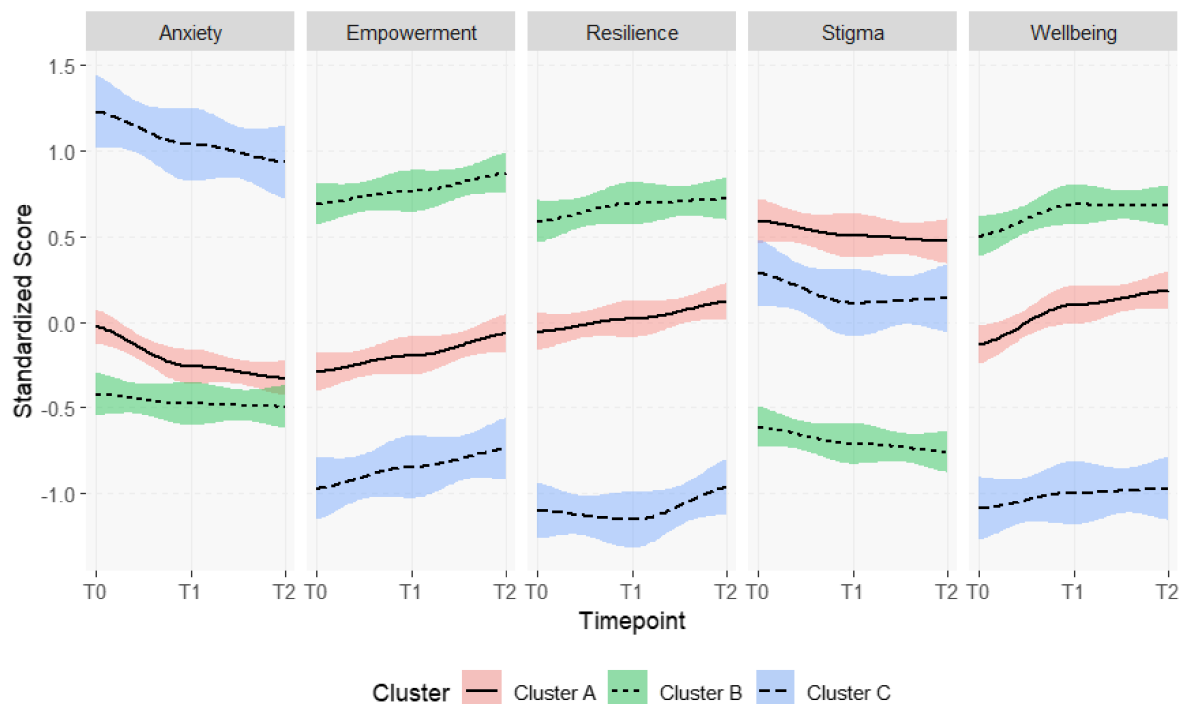 Anxiety Empowerment Resilience Stigma Wellbeing
1.5
1.0
0.5
0.0
-0.5
-1.0
Standardized Score
T0 T1 T2 T0 T1 T2 T0 T1 T2 T0 T1 T2 T0 T1 T2
Timepoint
Cluster Cluster A Cluster B Cluster C